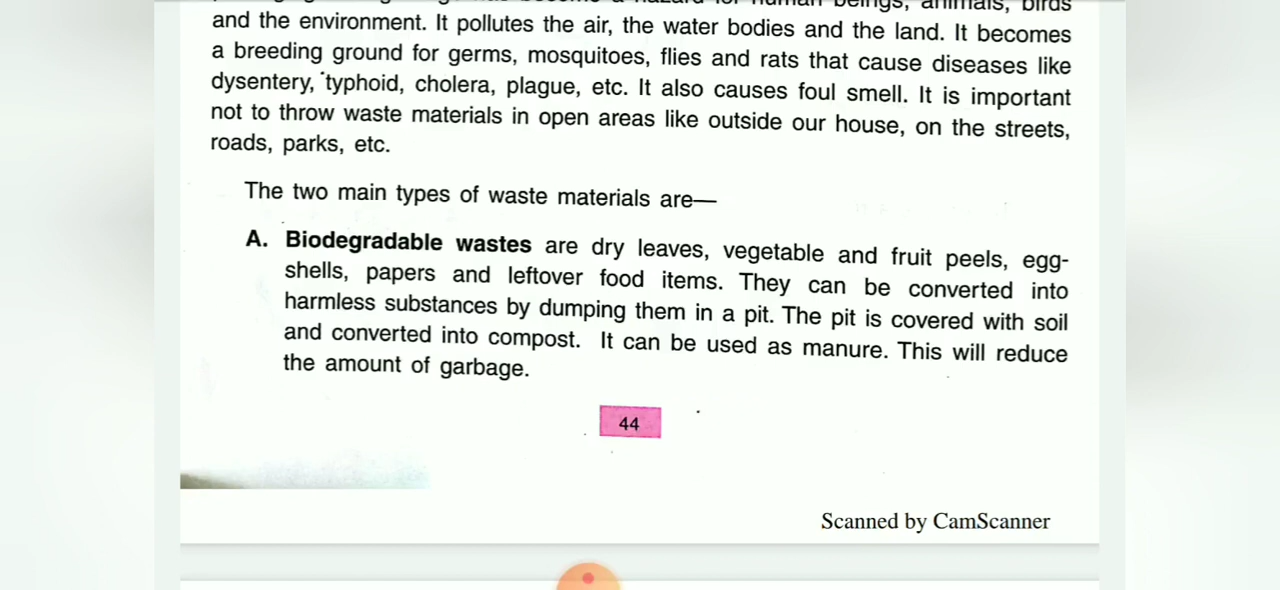 human beings, animals, birds
and the environment. It pollutes the air, the water bodies and the land. It becomes
a breeding ground for germs, mosquitoes, flies and rats that cause diseases like
dysentery, typhoid, cholera, plague, etc. It also causes foul smell. It is important
not to throw waste materials in open areas like outside our house, on the streets,
roads, parks, etc.
The two main types of waste materials are—
A. Biodegradable wastes are dry leaves, vegetable and fruit peels, egg-
shells, papers and leftover food items. They can be converted into
harmless substances by dumping them in a pit. The pit is covered with soil
and converted into compost. It can be used as manure. This will reduce
the amount of garbage.
44
Scanned by CamScanner